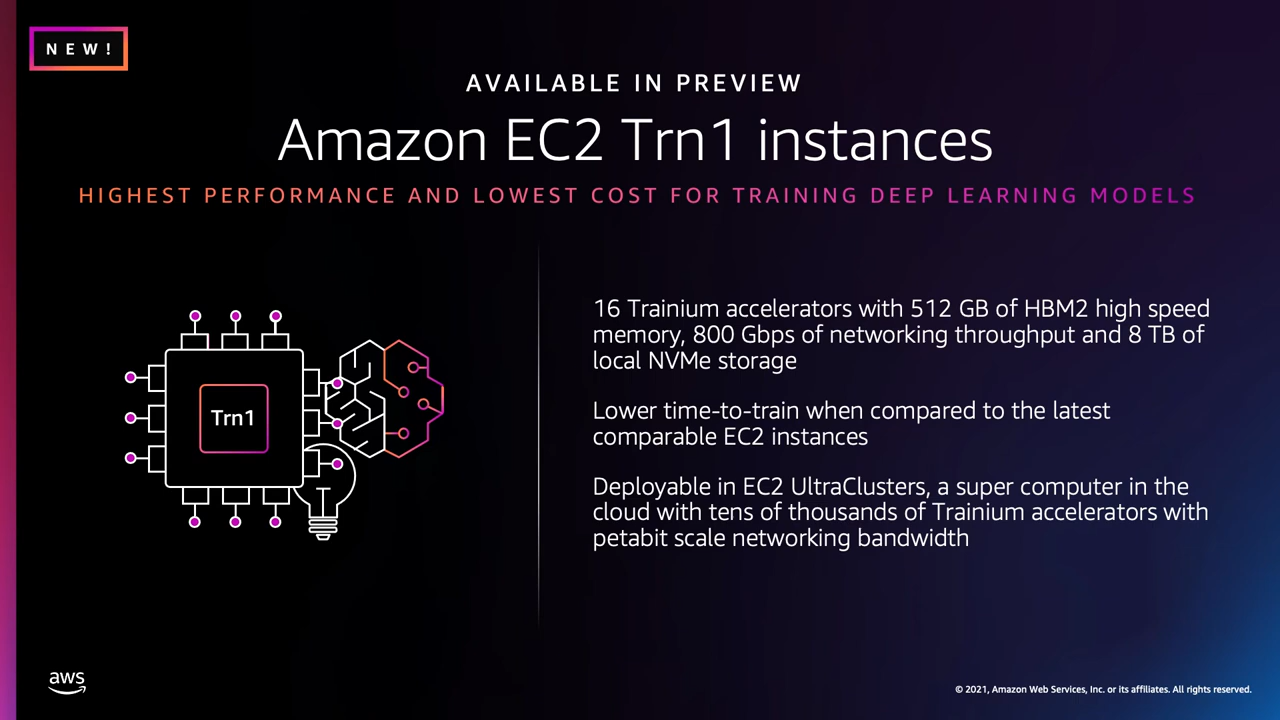 NEW!
AVAILABLE IN PREVIEW
Amazon EC2 Trn1 instances
HIGHEST PERFORMANCE AND LOWEST COST FOR TRAINING DEEP LEARNING MODELS
Trn1
16 Trainium accelerators with 512 GB of HBM2 high speed
memory, 800 Gbps of networking throughput and 8 TB of
local NVMe storage
Lower time-to-train when compared to the latest
comparable EC2 instances
Deployable in EC2 UltraClusters, a super computer in the
cloud with tens of thousands of Trainium accelerators with
petabit scale networking bandwidth
aws
© 2021, Amazon Web Services, Inc. or its affiliates. All rights reserved.